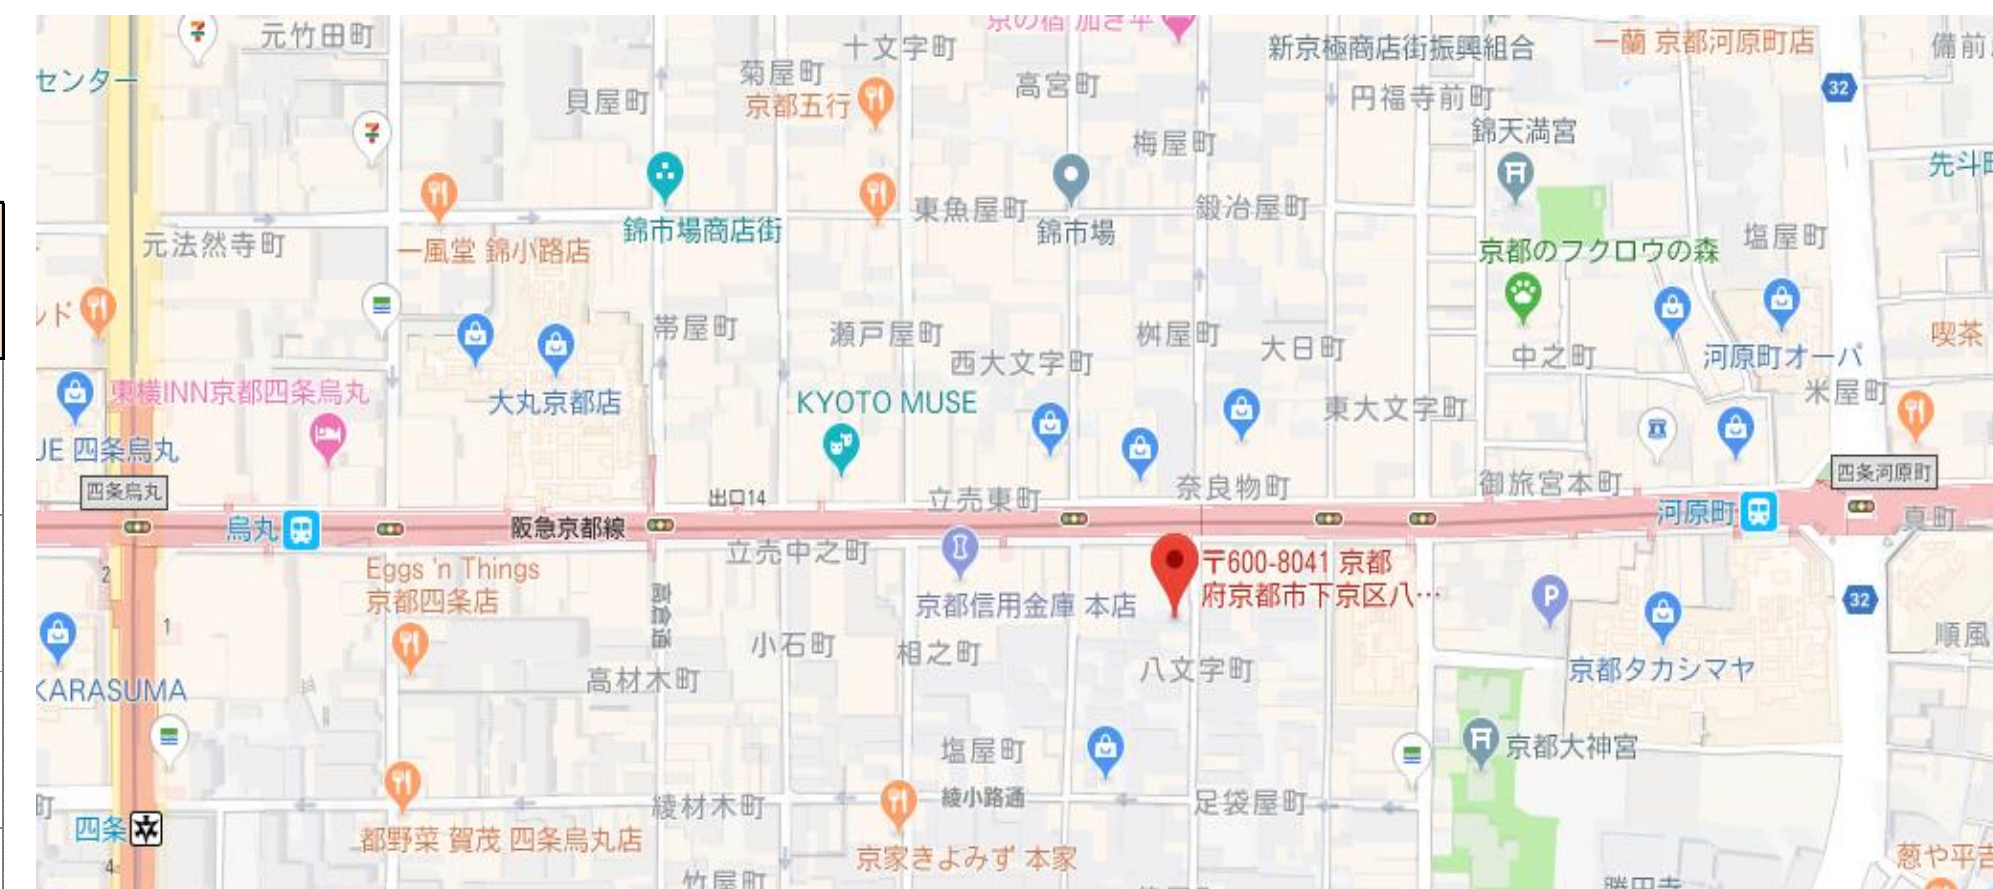 元竹田町
十文字町
新京極商店街振興組合
一蘭 京都河原町店
備前
センター
菊屋町
京都五行
貝屋町
高宮町
円福寺前町
32
錦天満宮
梅屋町
先斗
東魚屋町
鍛冶屋町
錦市場商店街
錦市場
塩屋町
元法然寺町
一風堂 錦小路店
京都のフクロウの森
ド
帯屋町
瀬戸屋町
桝屋町
大日町
喫茶
西大文字町
中之町
河原町オーパ
東横INN京都四条烏丸
大丸京都店
KYOTO MUSE
東大文字町
米屋町
UE 四条烏丸
四条烏丸
出口14
立売東町
奈良物町
御旅宮本町
四条河原町
烏丸
阪急京都線
河原町
真町
立売中之町
〒600-8041 京都
府京都市下京区八…
2
Eggs 'n Things
京都四条店
高倉通
京都信用金庫 本店
P
32
1
小石町
相之町
八文字町
順風
高材木町
京都タカシマヤ
KARASUMA
塩屋町
京都大神宮
綾小路通
綾材木町
足袋屋町
町
四条
都野菜 賀茂 四条烏丸店
京家きよみず 本家
葱や平吉
4
竹屋町